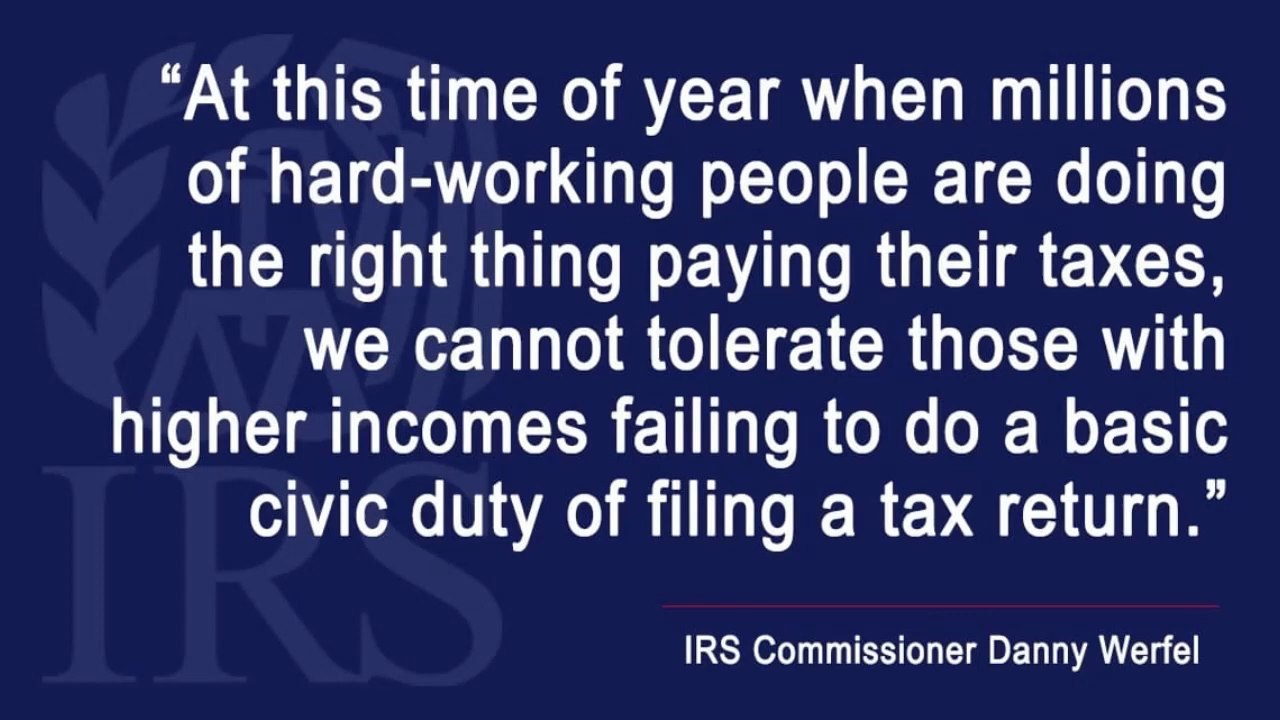 “At this time of year when millions
of hard-working people are doing
the right thing paying their taxes,
we cannot tolerate those with
higher incomes failing to do a basic
civic duty of filing a tax return.”
IRS Commissioner Danny Werfel
IRS